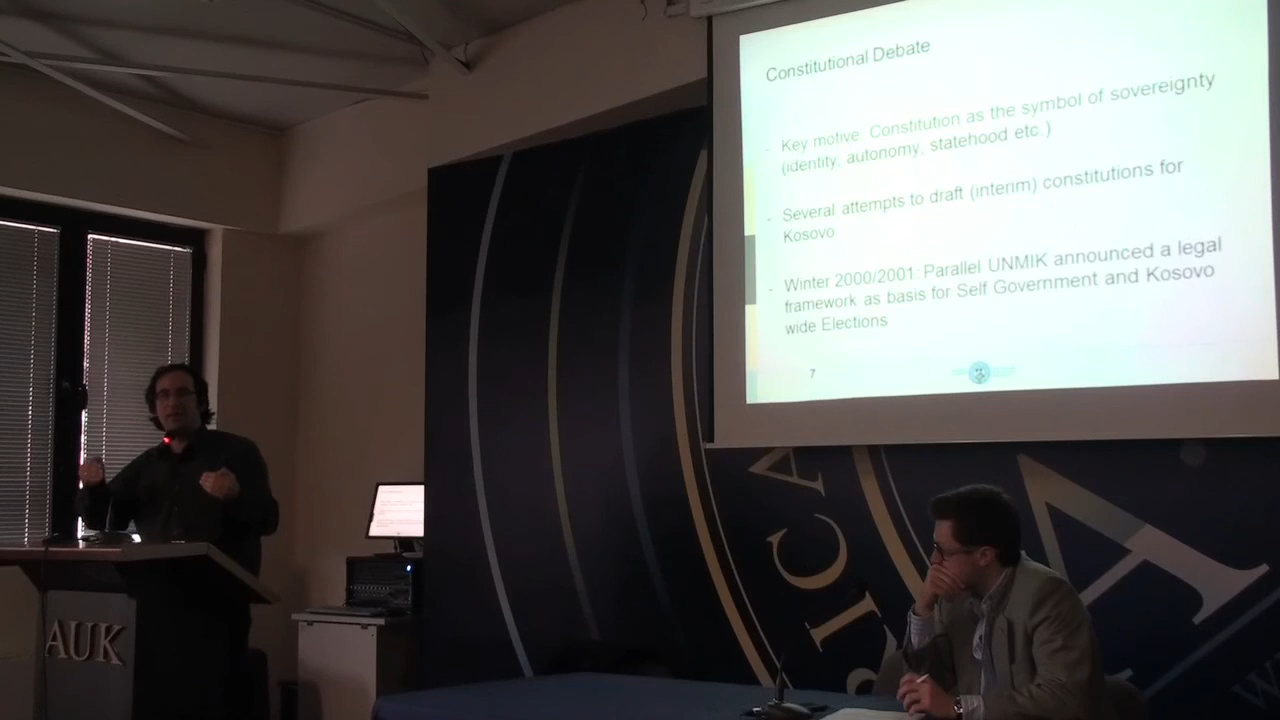 Constitutional Debate
- Key motive: Constitution as the symbol of sovereignty
(identity, autonomy, statehood etc.)
- Several attempts to draft (interim) constitutions for
Kosovo
- Winter 2000/2001: Parallel UNMIK announced a legal
framework as basis for Self Government and Kosovo
wide Elections
7
AUK
RICA
A